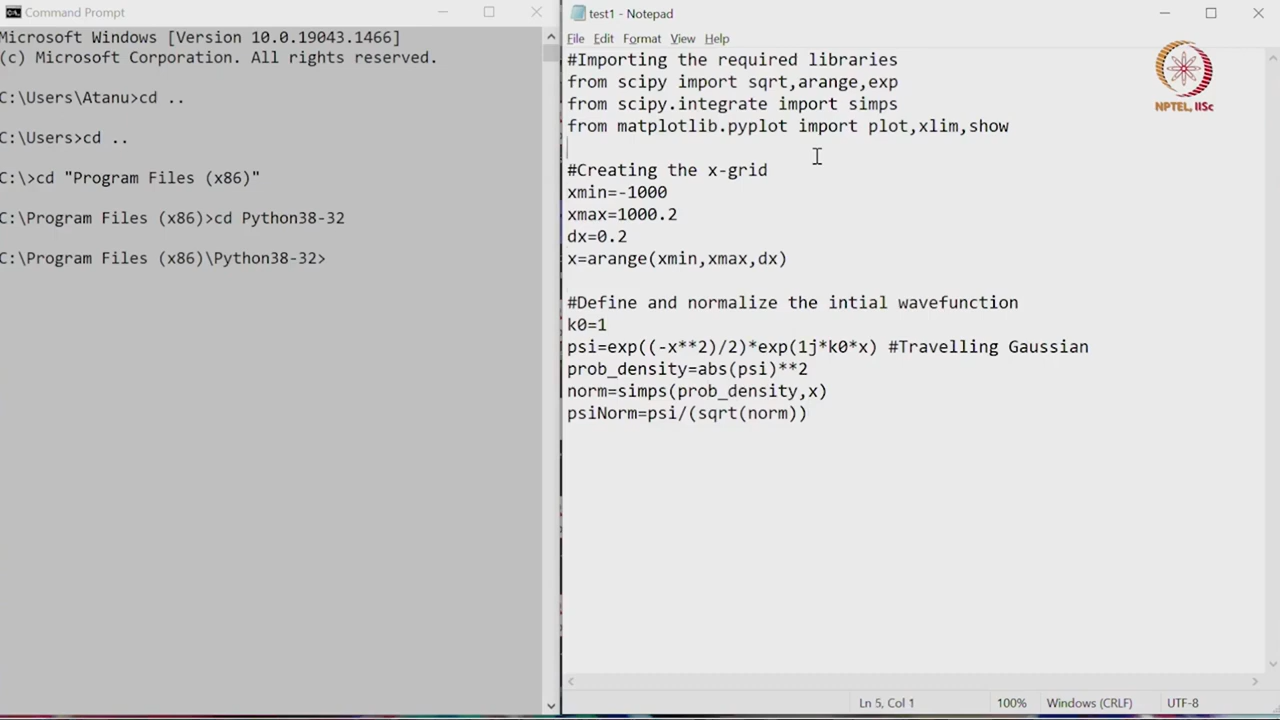 Command Prompt
Microsoft Windows [Version 10.0.19043.1466]
(c) Microsoft Corporation. All rights reserved.
C:\Users\Atanu>cd ..
C:\Users>cd ..
C:\>cd "Program Files (x86)"
C:\Program Files (x86)>cd Python38-32
C:\Program Files (x86)\Python38-32>
test1 - Notepad
File Edit Format View Help
#Importing the required libraries
from scipy import sqrt,arange,exp
from scipy.integrate import simps
from matplotlib.pyplot import plot,xlim,show
#Creating the x-grid
xmin=-1000
xmax=1000.2
dx=0.2
x=arange(xmin,xmax,dx)
#Define and normalize the intial wavefunction
k0=1
psi=exp((-x**2)/2)*exp(1j*k0*x) #Travelling Gaussian
prob_density=abs(psi)**2
norm=simps(prob_density,x)
psiNorm=psi/(sqrt(norm))
NPTEL, IISc
Ln 5, Col 1 100% Windows (CRLF) UTF-8